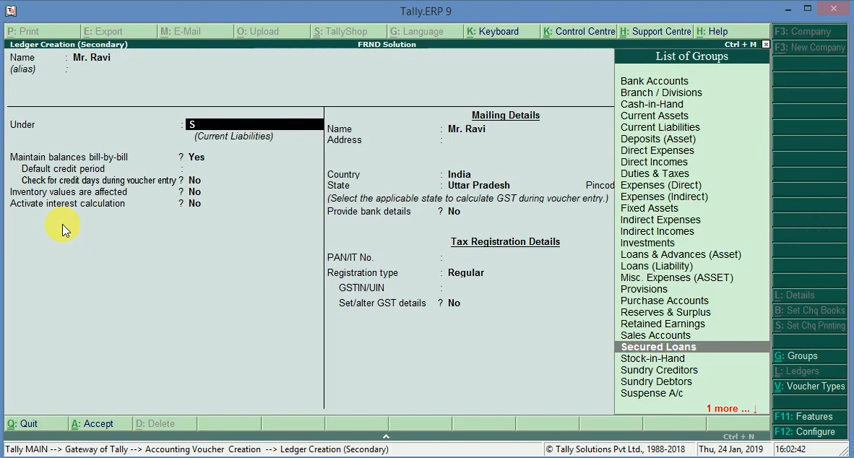 Tally.ERP 9
P: Print E: Export M: E-Mail O: Upload S: TallyShop G: Language K: Keyboard K: Control Centre H: Support Centre H: Help F3: Company
Ledger Creation (Secondary) FRND Solution Ctrl + M F3: New Company
Name : Mr. Ravi
(alias) :
Under : S
(Current Liabilities)
Maintain balances bill-by-bill ? Yes
Default credit period :
Check for credit days during voucher entry ? No
Inventory values are affected ? No
Activate interest calculation ? No
Mailing Details
Name : Mr. Ravi
Address :
Country : India
State : Uttar Pradesh Pincod
(Select the applicable state to calculate GST during voucher entry.)
Provide bank details ? No
Tax Registration Details
PAN/IT No. :
Registration type : Regular
GSTIN/UIN :
Set/alter GST details ? No
List of Groups
Bank Accounts
Branch / Divisions
Cash-in-Hand
Current Assets
Current Liabilities
Deposits (Asset)
Direct Expenses
Direct Incomes
Duties & Taxes
Expenses (Direct)
Expenses (Indirect)
Fixed Assets
Indirect Expenses
Indirect Incomes
Investments
Loans & Advances (Asset)
Loans (Liability)
Misc. Expenses (ASSET)
Provisions
Purchase Accounts
Reserves & Surplus
Retained Earnings
Sales Accounts
Secured Loans
Stock-in-Hand
Sundry Creditors
Sundry Debtors
Suspense A/c
1 more ... ↓
L: Details
B: Set Chq Books
S: Set Chq Printing
G: Groups
L: Ledgers
V: Voucher Types
F11: Features
F12: Configure
Q: Quit A: Accept D: Delete
Ctrl + N
Tally MAIN --> Gateway of Tally --> Accounting Voucher Creation --> Ledger Creation (Secondary) © Tally Solutions Pvt Ltd., 1988-2018 Thu, 24 Jan, 2019 16:02:42